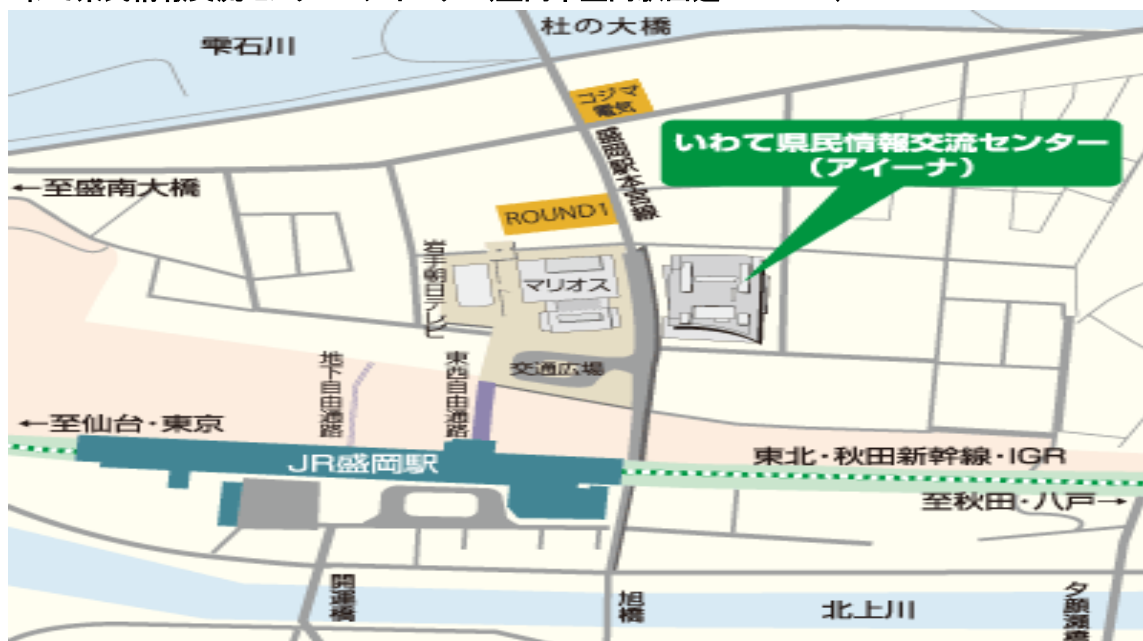 雫石川
杜の大橋
コジマ
電気
盛岡駅本宮線
いわて県民情報交流センター
(アイーナ)
←至盛南大橋
ROUND1
岩手朝日テレビ
マリオス
交通広場
地下自由通路
東西自由通路
←至仙台・東京
JR盛岡駅
東北・秋田新幹線・IGR
至秋田・八戸→
開運橋
旭橋
北上川
夕顔瀬橋